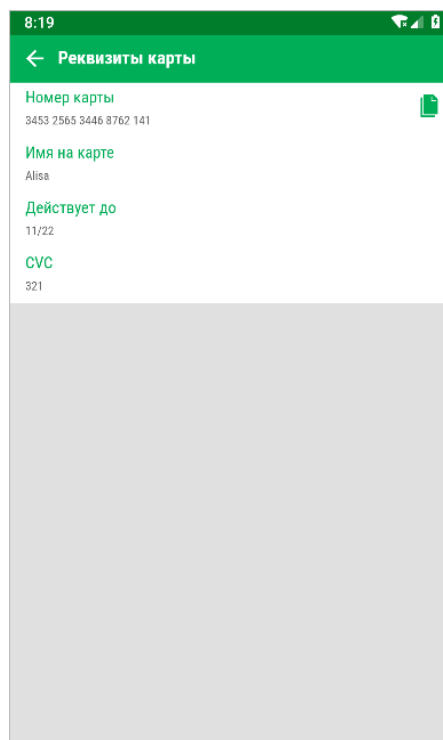 8:19
Реквизиты карты
Номер карты
3453 2565 3446 8762 141
Имя на карте
Alisa
Действует до
11/22
CVC
321